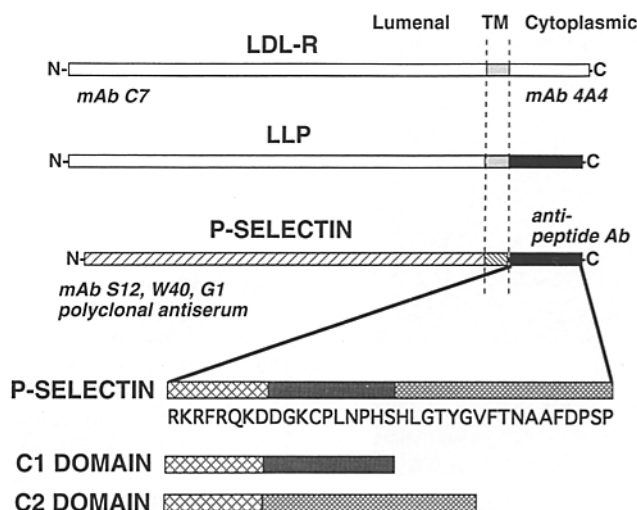 Lumenal TM Cytoplasmic
LDL-R
N- -C
mAb C7 mAb 4A4
LLP
N- -C
P-SELECTIN
anti-
peptide Ab
N- -C
mAb S12, W40, G1
polyclonal antiserum
P-SELECTIN
RKRFRQKDDGKCPLNPHSHLGTYGVFTNAAFDPSP
C1 DOMAIN
C2 DOMAIN